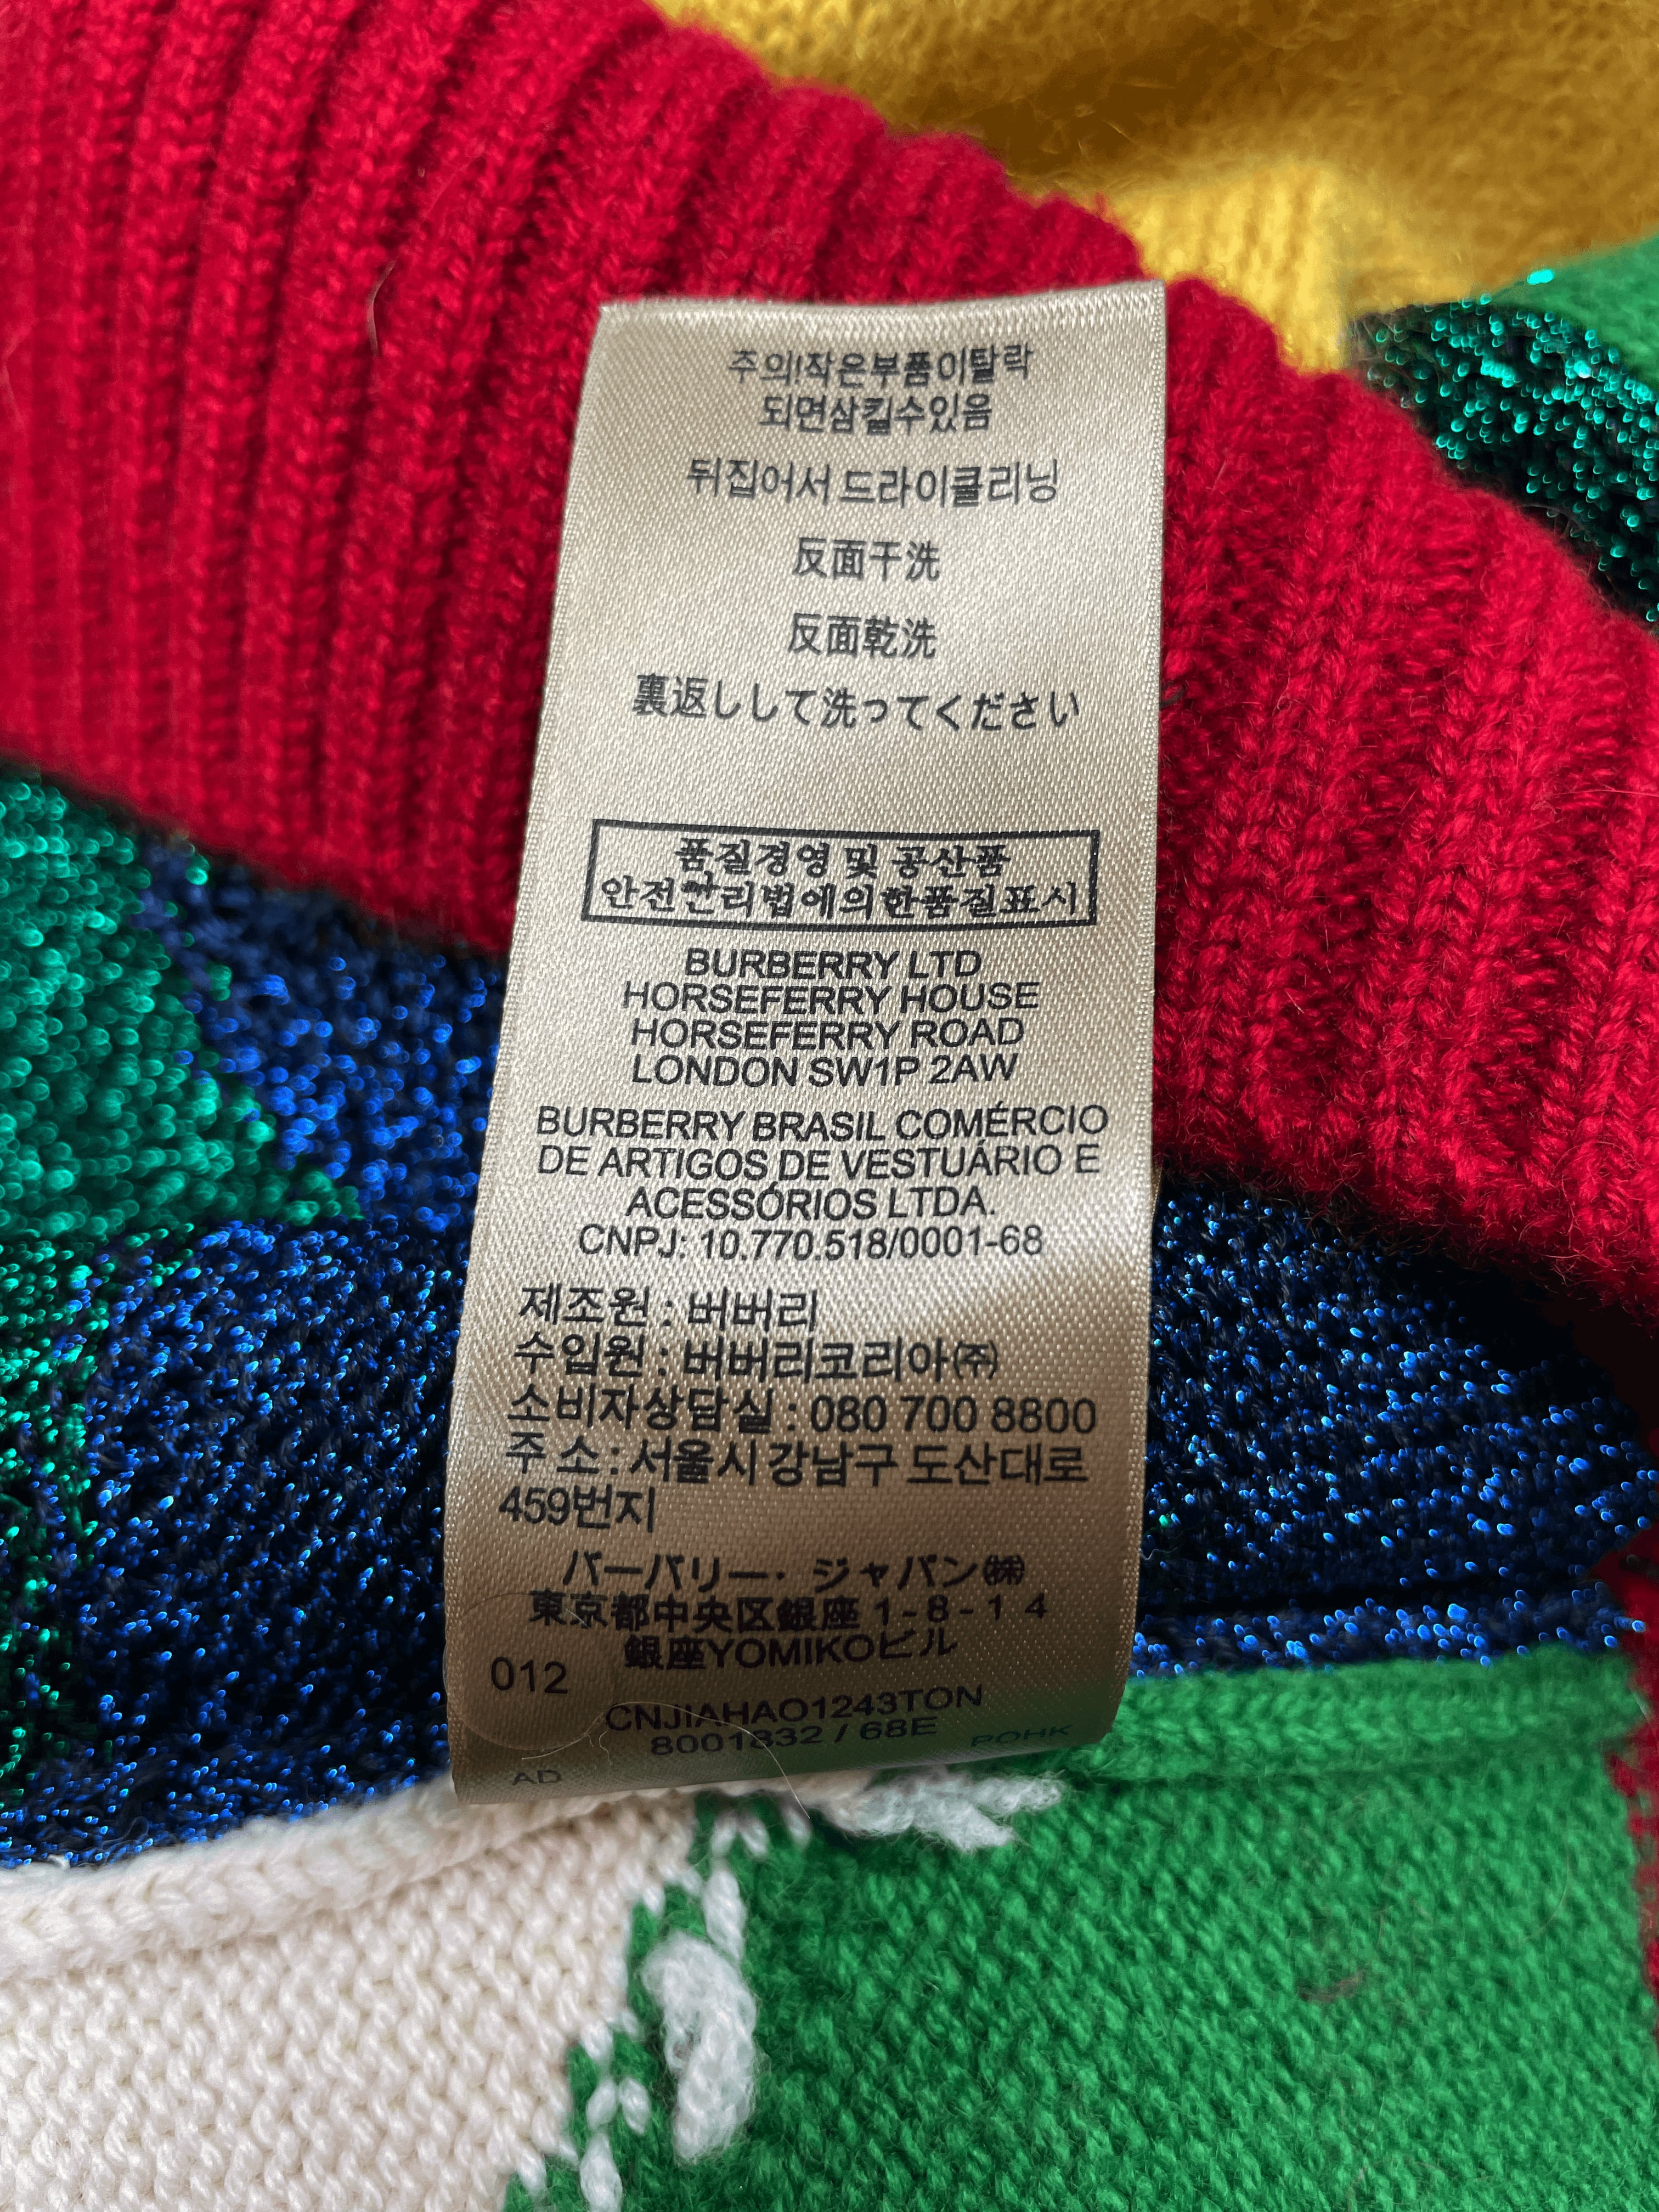 주의!작은부품이탈락
되면삼킬수있음
뒤집어서 드라이클리닝
反面干洗
反面乾洗
裏返しして洗ってください
품질경영 및 공산품
안전관리법에의한품질표시
BURBERRY LTD
HORSEFERRY HOUSE
HORSEFERRY ROAD
LONDON SW1P 2AW
BURBERRY BRASIL COMÉRCIO
DE ARTIGOS DE VESTUÁRIO E
ACESSÓRIOS LTDA.
CNPJ: 10.770.518/0001-68
제조원 : 버버리
수입원 : 버버리코리아㈜
소비자상담실 : 080 700 8800
주 소 : 서울시 강남구 도산대로
459번지
バーバリー・ジャパン㈱
東京都中央区銀座 1-8-14
銀座YOMIKOビル
012
CNJIAHAO1243TON
8001832 / 68E
POHK
AD